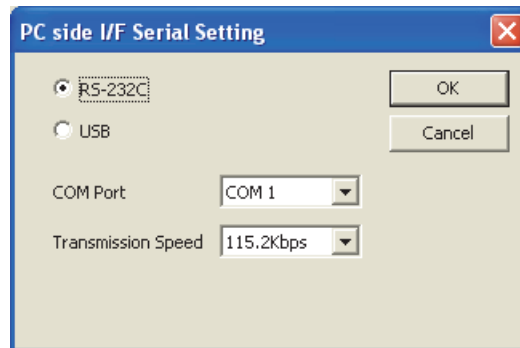 PC side I/F Serial Setting
RS-232C
OK
USB
Cancel
COM Port
COM 1
Transmission Speed
115.2Kbps